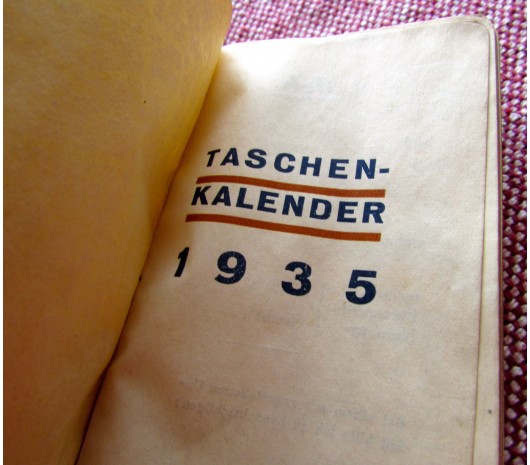 TASCHEN-
KALENDER
1935